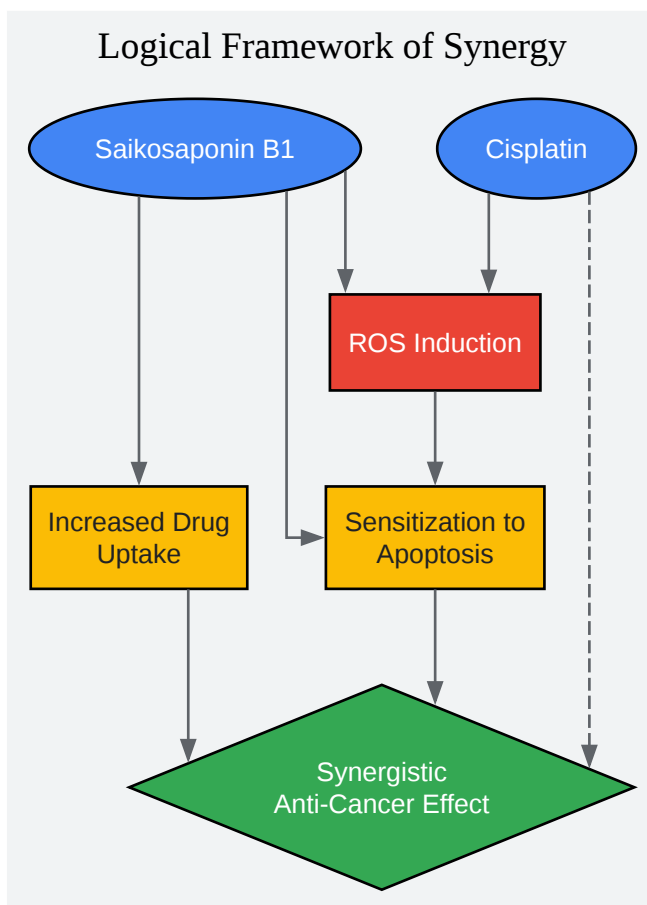 Logical Framework of Synergy
Saikosaponin B1
Cisplatin
ROS Induction
Increased Drug
Uptake
Sensitization to
Apoptosis
Synergistic
Anti-Cancer Effect